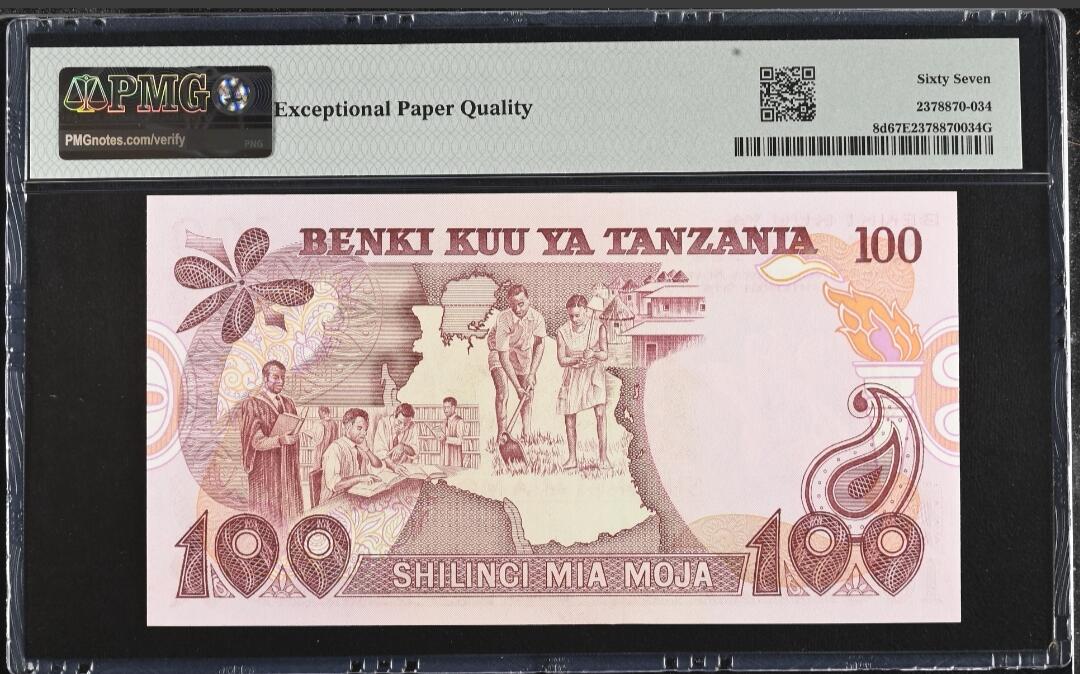 PMG
PMGnotes.com/verify
PNG
Exceptional Paper Quality
Sixty Seven
2378870-034
8d67E2378870034G
BENKI KUU YA TANZANIA
100
100
SHILINGI MIA MOJA
100